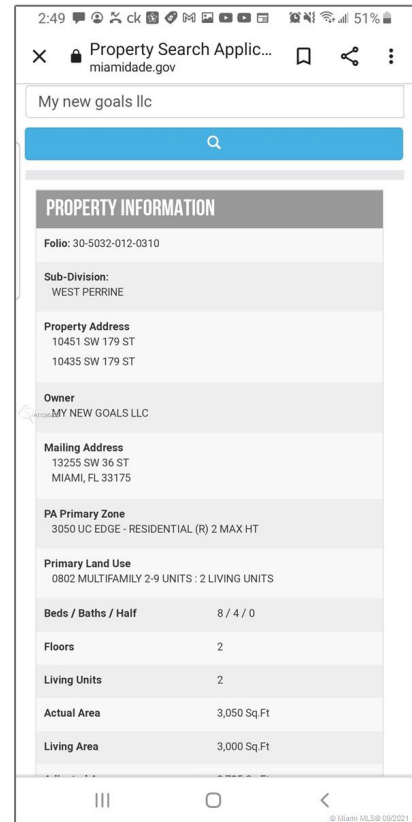 2:49 ck 51%
Property Search Applic...
miamidade.gov
My new goals llc
PROPERTY INFORMATION
Folio: 30-5032-012-0310
Sub-Division:
WEST PERRINE
Property Address
10451 SW 179 ST
10435 SW 179 ST
Owner
MY NEW GOALS LLC
Mailing Address
13255 SW 36 ST
MIAMI, FL 33175
PA Primary Zone
3050 UC EDGE - RESIDENTIAL (R) 2 MAX HT
Primary Land Use
0802 MULTIFAMILY 2-9 UNITS : 2 LIVING UNITS
Beds / Baths / Half 8 / 4 / 0
Floors 2
Living Units 2
Actual Area 3,050 Sq.Ft
Living Area 3,000 Sq.Ft
© Miami MLS® 09/2021